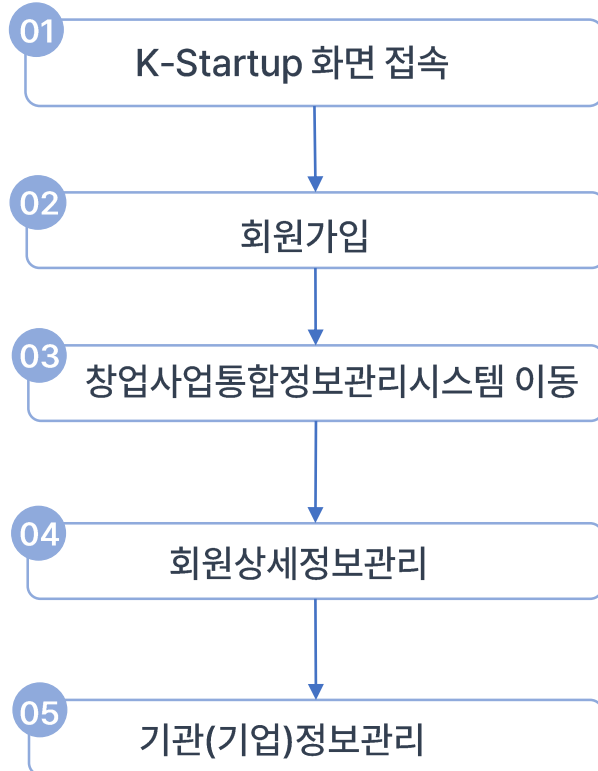 01
K-Startup 화면 접속
02
회원가입
03
창업사업통합정보관리시스템 이동
04
회원상세정보관리
05
기관(기업)정보관리